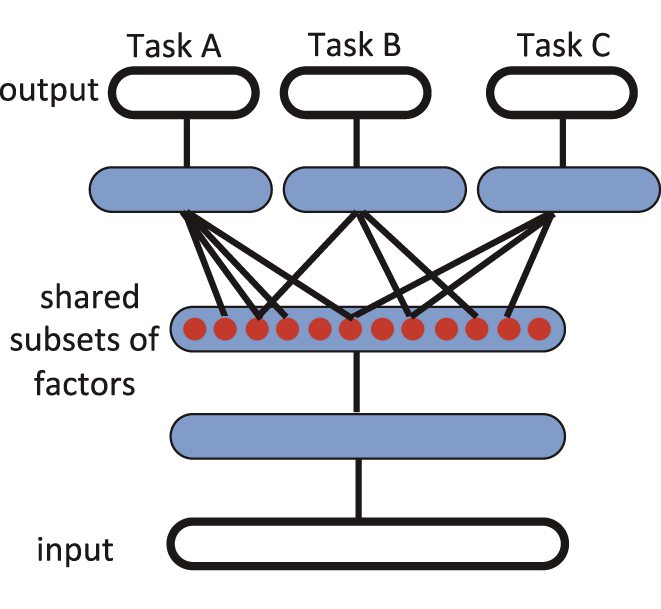 Task A
Task B
Task C
output
shared
subsets of
factors
input